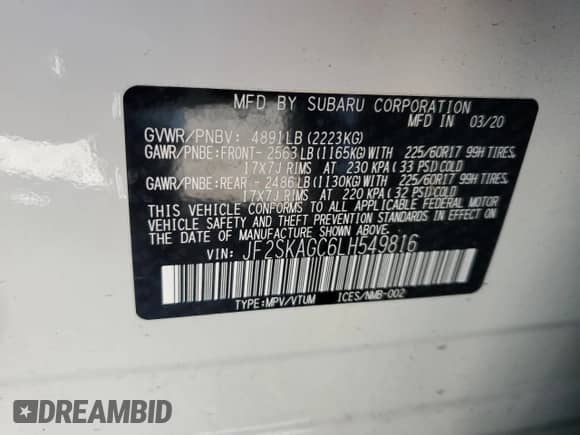 MFD BY SUBARU CORPORATION
MFD IN 03/20
GVWR/PNBV: 4891LB(2223KG)
GAWR/PNBE:FRONT-2563LB(1165KG)WITH 225/60R17 99H TIRES,
17X7J RIMS AT 230 KPA(33 PSI)COLD
GAWR/PNBE:REAR -2486LB(1130KG)WITH 225/60R17 99H TIRES,
17X7J RIMS AT 220 KPA(32 PSI)COLD
THIS VEHICLE CONFORMS TO ALL APPLICABLE FEDERAL MOTOR
VEHICLE SAFETY AND THEFT PREVENTION STANDARDS IN EFFECT ON
THE DATE OF MANUFACTURE SHOWN ABOVE.
VIN: JF2SKAGC6LH549816
TYPE:MPV/VTUM ICES/NMB-002
DREAMBID